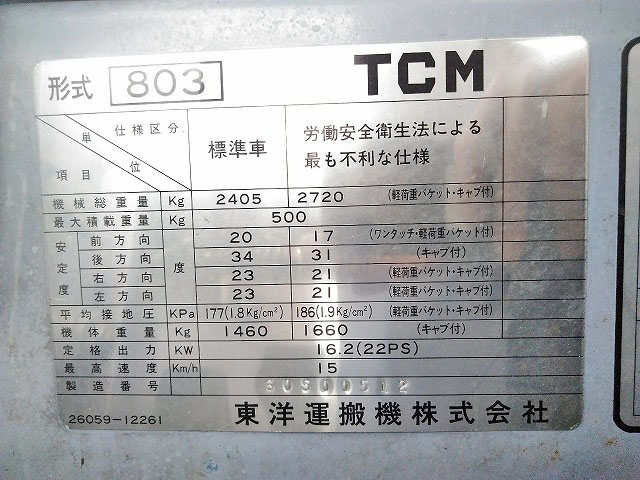 形式 803 TCM
単位 仕様区分 項目 標準車 労働安全衛生法による
最も不利な仕様
機械総重量 Kg 2405 2720 (軽荷重バケット・キャブ付)
最大積載重量 Kg 500
安定度 前方向 度 20 17 (ワンタッチ・軽荷重バケット付)
後方向 34 31 (キャブ付)
右方向 23 21 (軽荷重バケット・キャブ付)
左方向 23 21 (軽荷重バケット・キャブ付)
平均接地圧 KPa 177(1.8Kg/cm²) 186(1.9Kg/cm²) (軽荷重バケット・キャブ付)
機体重量 Kg 1460 1660 (キャブ付)
定格出力 KW 16.2(22PS)
最高速度 Km/h 15
製造番号
26059-12261 東洋運搬機株式会社